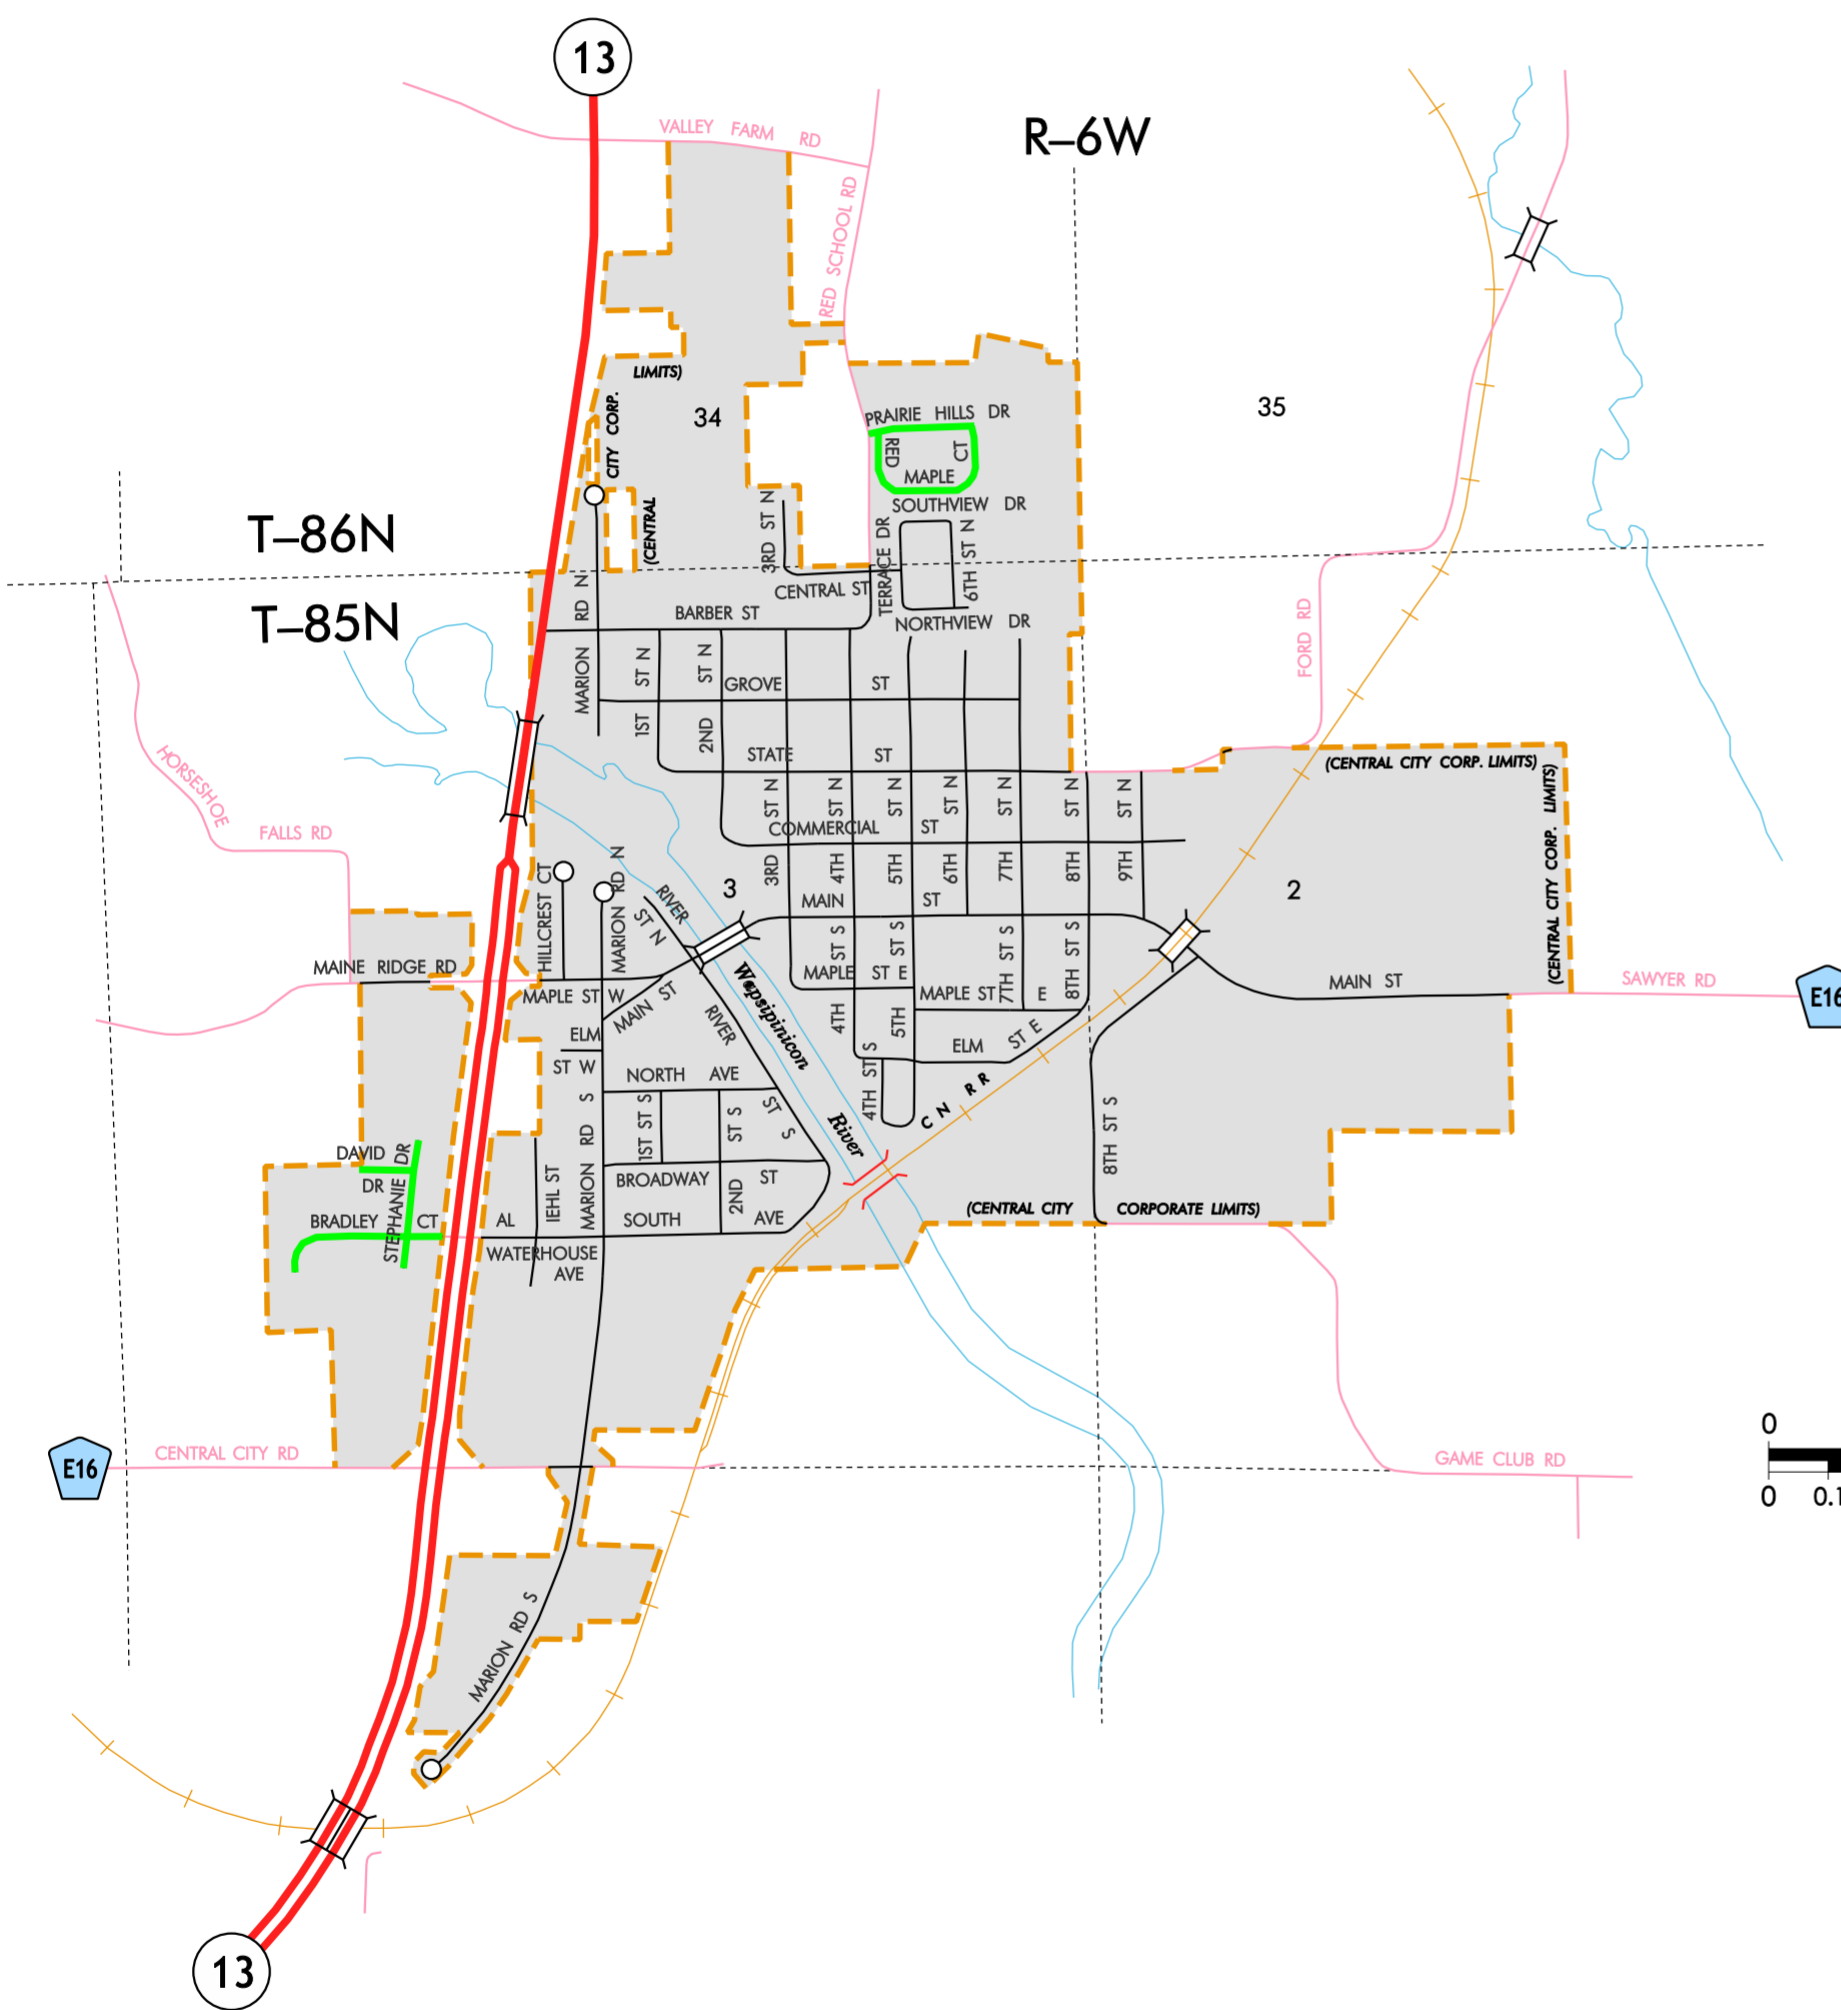 13
VALLEY FARM RD
R–6W
RED SCHOOL RD
LIMITS)
CITY CORP.
(CENTRAL
34
35
PRAIRIE HILLS DR
RED
CT
MAPLE
SOUTHVIEW DR
T–86N
3RD ST N
TERRACE DR
6TH ST N
CENTRAL ST
T–85N
MARION RD N
BARBER ST
NORTHVIEW DR
FORD RD
1ST ST N
2ND ST N
GROVE ST
STATE ST
HORSESHOE
FALLS RD
(CENTRAL CITY CORP. LIMITS)
(CENTRAL CITY CORP. LIMITS)
3RD ST N
4TH ST N
5TH ST N
6TH ST N
7TH ST N
8TH ST N
9TH ST N
COMMERCIAL ST
3
2
MAIN ST
HILLCREST CT
MARION RD N
RIVER
ST N
MAINE RIDGE RD
MAPLE ST W
MAIN ST
Wapsipinicon
River
4TH ST S
5TH ST S
7TH ST S
8TH ST S
MAPLE ST E
MAPLE ST E
MAIN ST
SAWYER RD
E16
ELM
ST W
RIVER
ST S
ELM ST E
NORTH AVE
4TH ST S
CN RR
1ST ST S
2ND ST S
MARION RD S
8TH ST S
DAVID
DR
STEPHANIE DR
IEHL ST
BROADWAY ST
BRADLEY CT
AL
SOUTH AVE
WATERHOUSE
AVE
(CENTRAL CITY CORPORATE LIMITS)
E16
CENTRAL CITY RD
GAME CLUB RD
0
0 0.1
MARION RD S
13